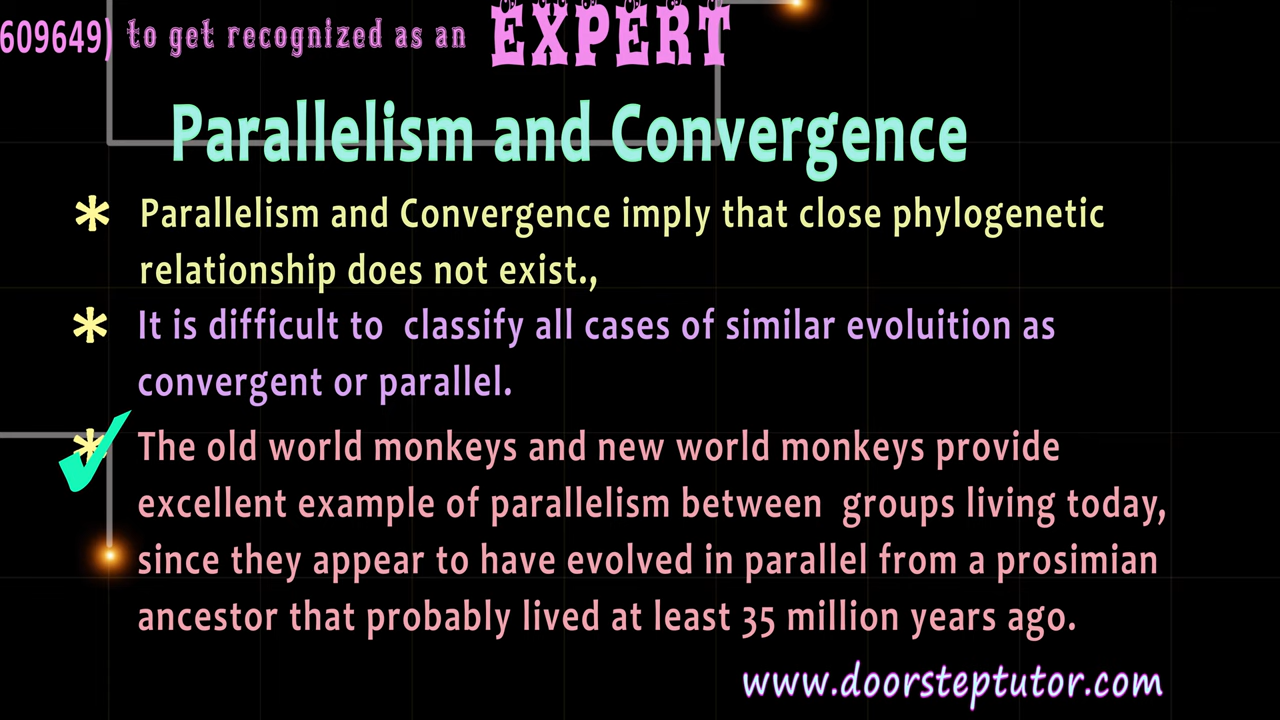 609649) to get recognized as an EXPERT
Parallelism and Convergence
* Parallelism and Convergence imply that close phylogenetic
relationship does not exist.,
* It is difficult to classify all cases of similar evoluition as
convergent or parallel.
* The old world monkeys and new world monkeys provide
excellent example of parallelism between groups living today,
since they appear to have evolved in parallel from a prosimian
ancestor that probably lived at least 35 million years ago.
www.doorsteptutor.com